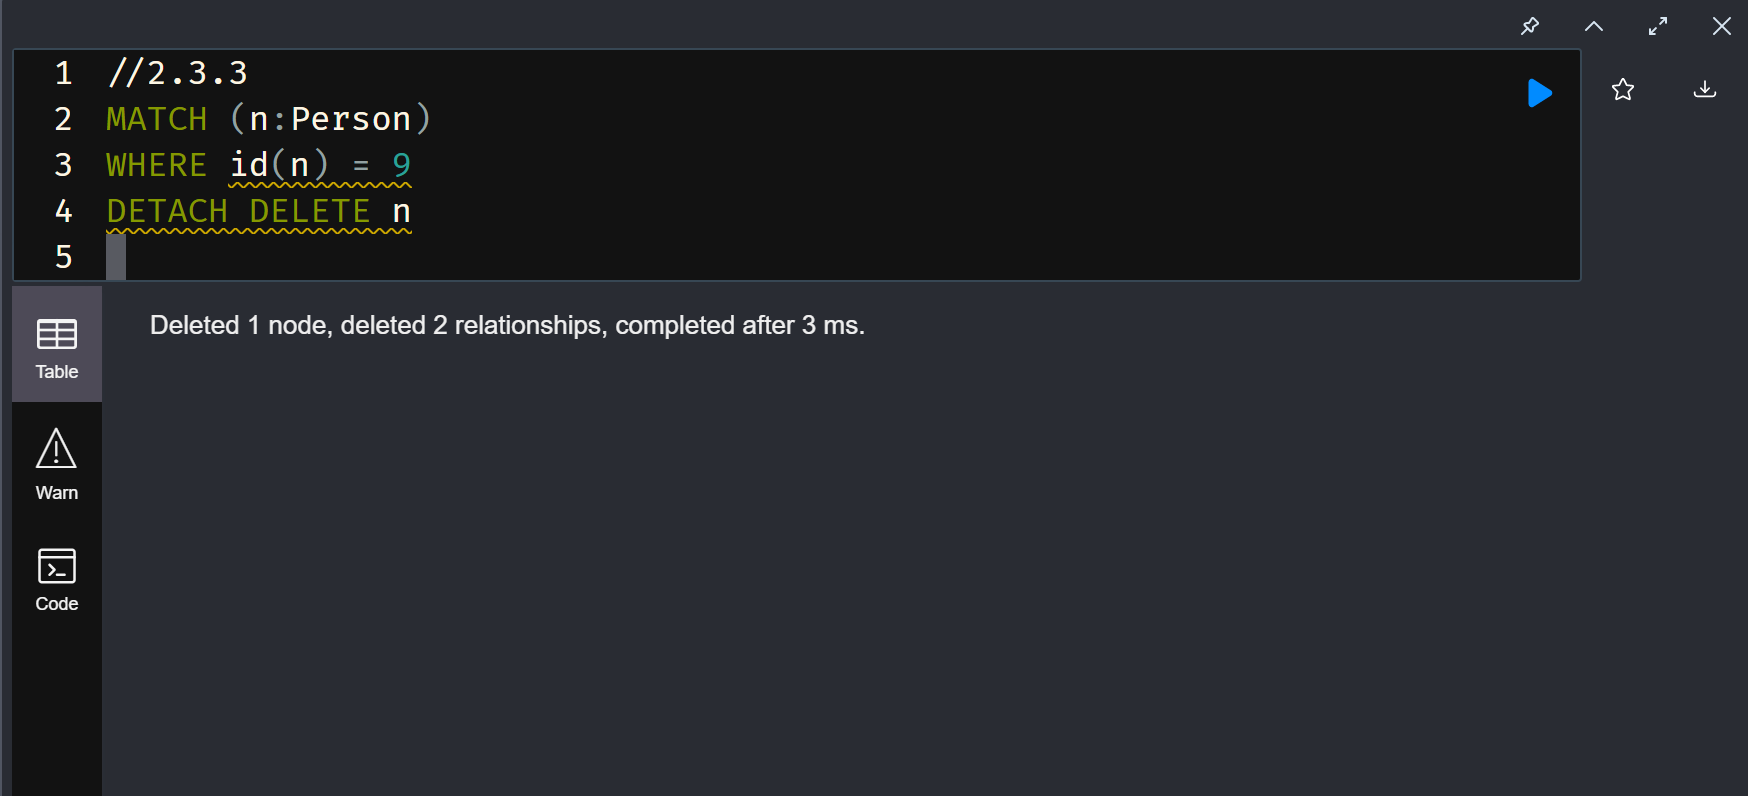 1 //2.3.3
2 MATCH (n:Person)
3 WHERE id(n) = 9
4 DETACH DELETE n
5
Deleted 1 node, deleted 2 relationships, completed after 3 ms.
Table
Warn
Code